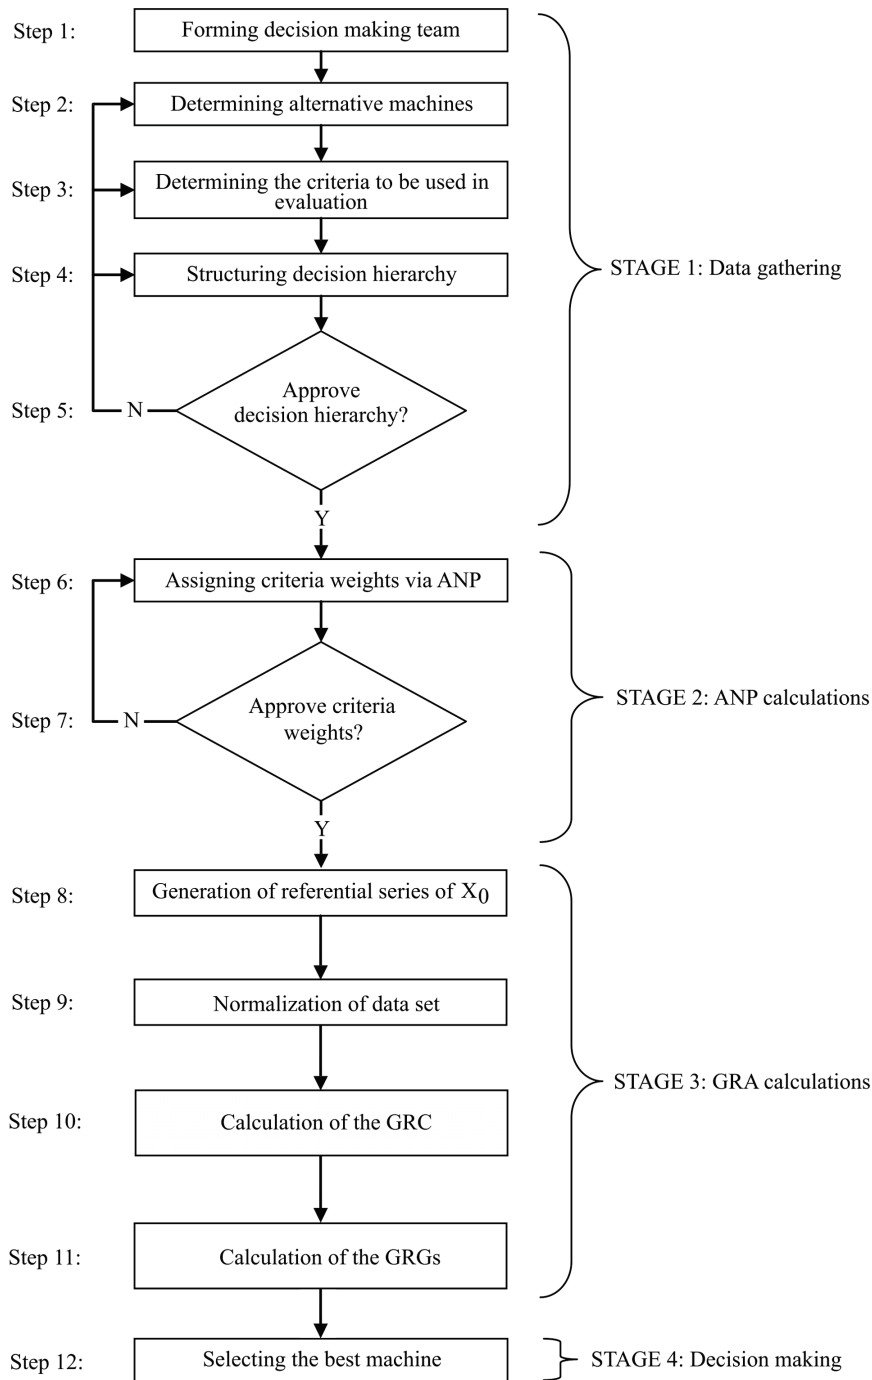 Step 1:
Forming decision making team
Step 2:
Determining alternative machines
Step 3:
Determining the criteria to be used in
evaluation
Step 4:
Structuring decision hierarchy
STAGE 1: Data gathering
Step 5:
N
Approve
decision hierarchy?
Y
Step 6:
Assigning criteria weights via ANP
Step 7:
N
Approve criteria
weights?
STAGE 2: ANP calculations
Y
Step 8:
Generation of referential series of X0
Step 9:
Normalization of data set
STAGE 3: GRA calculations
Step 10:
Calculation of the GRC
Step 11:
Calculation of the GRGs
Step 12:
Selecting the best machine
STAGE 4: Decision making